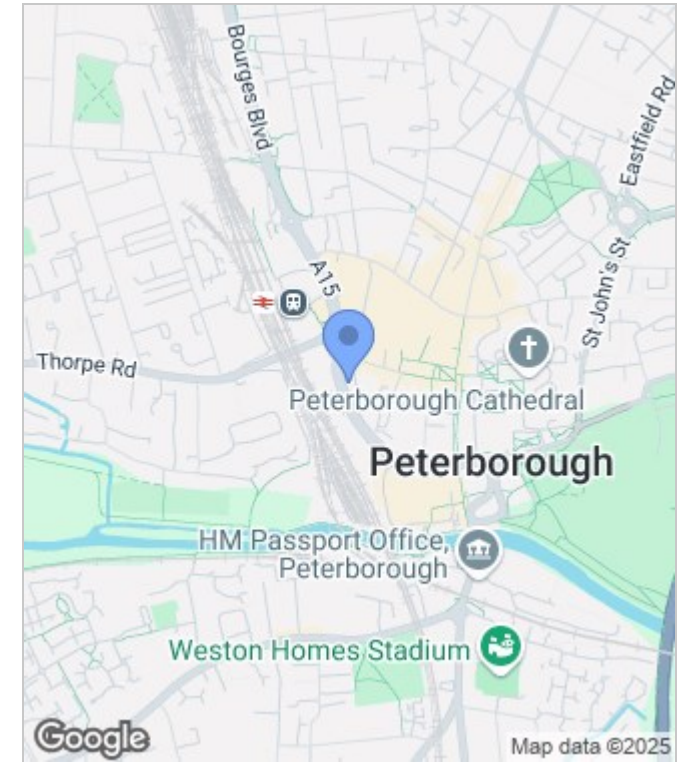 Bourges Blvd
Eastfield Rd
A15
St John's St
Thorpe Rd
Peterborough Cathedral
Peterborough
HM Passport Office,
Peterborough
Weston Homes Stadium
Google
Map data ©2025